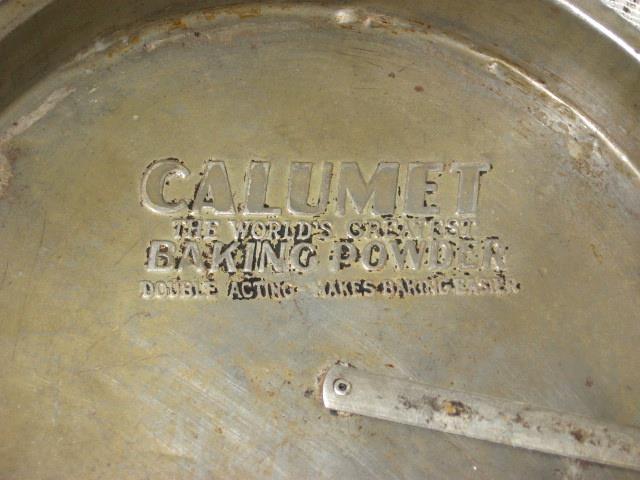 CALUMET
THE WORLD'S GREATEST
BAKING POWDER
DOUBLE ACTING - MAKES BAKING EASIER